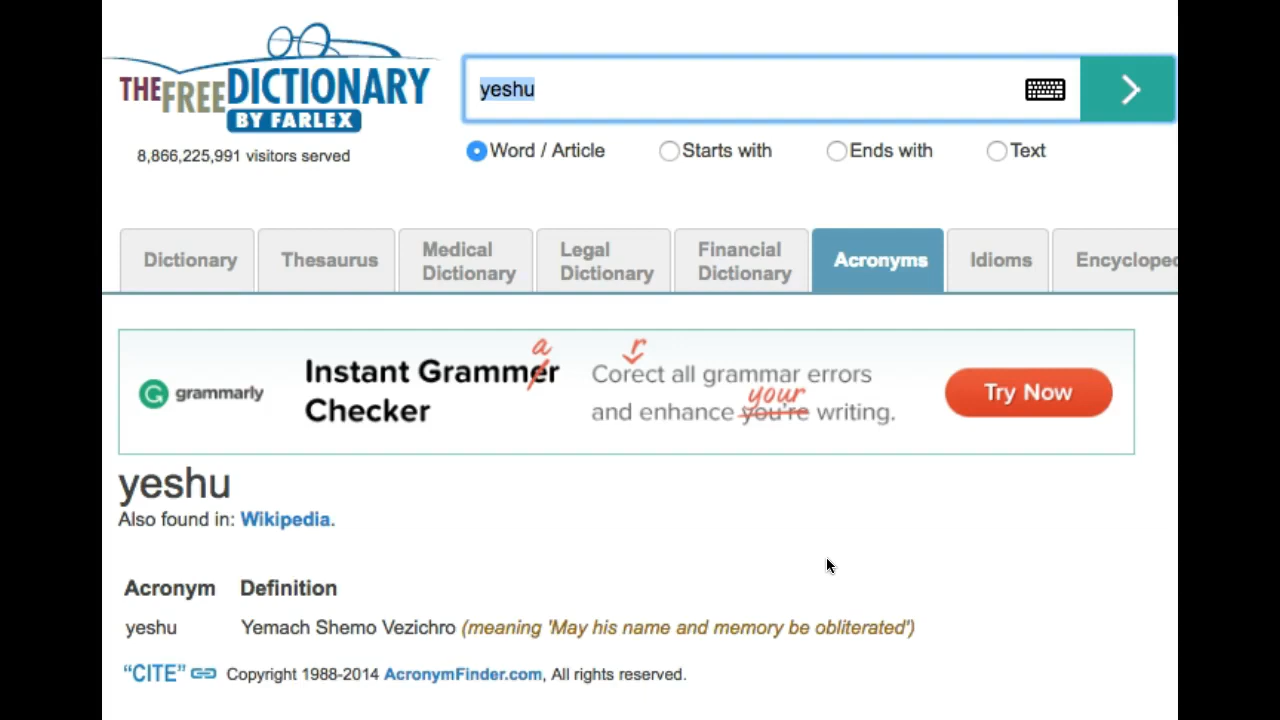 THE FREE DICTIONARY
BY FARLEX
yeshu
8,866,225,991 visitors served
Word / Article Starts with Ends with Text
Dictionary Thesaurus Medical Dictionary Legal Dictionary Financial Dictionary Acronyms Idioms Encycloped
grammarly
a
Instant Grammer
Checker
r
Corect all grammar errors
your
and enhance you're writing.
Try Now
yeshu
Also found in: Wikipedia.
Acronym Definition
yeshu Yemach Shemo Vezichro (meaning 'May his name and memory be obliterated')
“CITE” Copyright 1988-2014 AcronymFinder.com, All rights reserved.